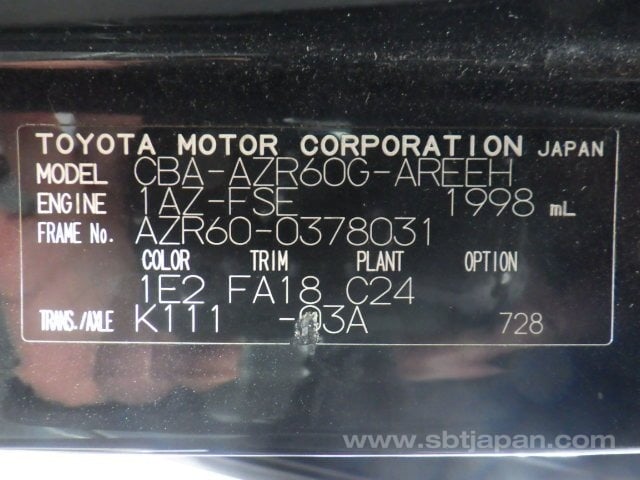 TOYOTA MOTOR CORPORATION JAPAN
MODEL CBA-AZR60G-AREEH
ENGINE 1AZ-FSE 1998 mL
FRAME No. AZR60-0378031
COLOR TRIM PLANT OPTION
1E2 FA18 C24
TRANS./AXLE K111 -03A 728
www.sbtjapan.com